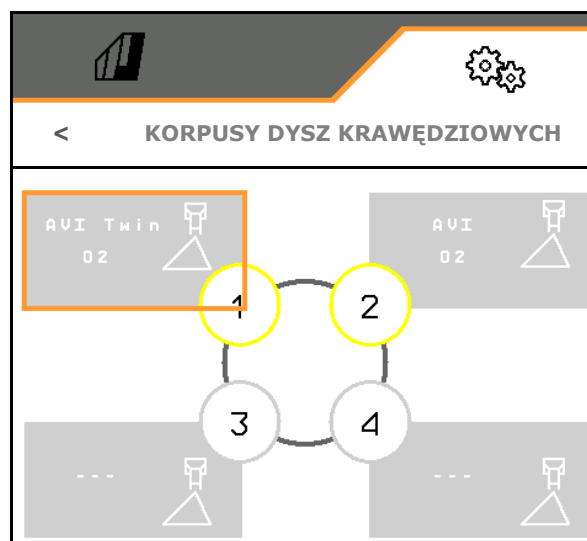 < KORPUSY DYSZ KRAWĘDZIOWYCH
AVI Twin
02
AVI
02
1
2
3
4
---
---